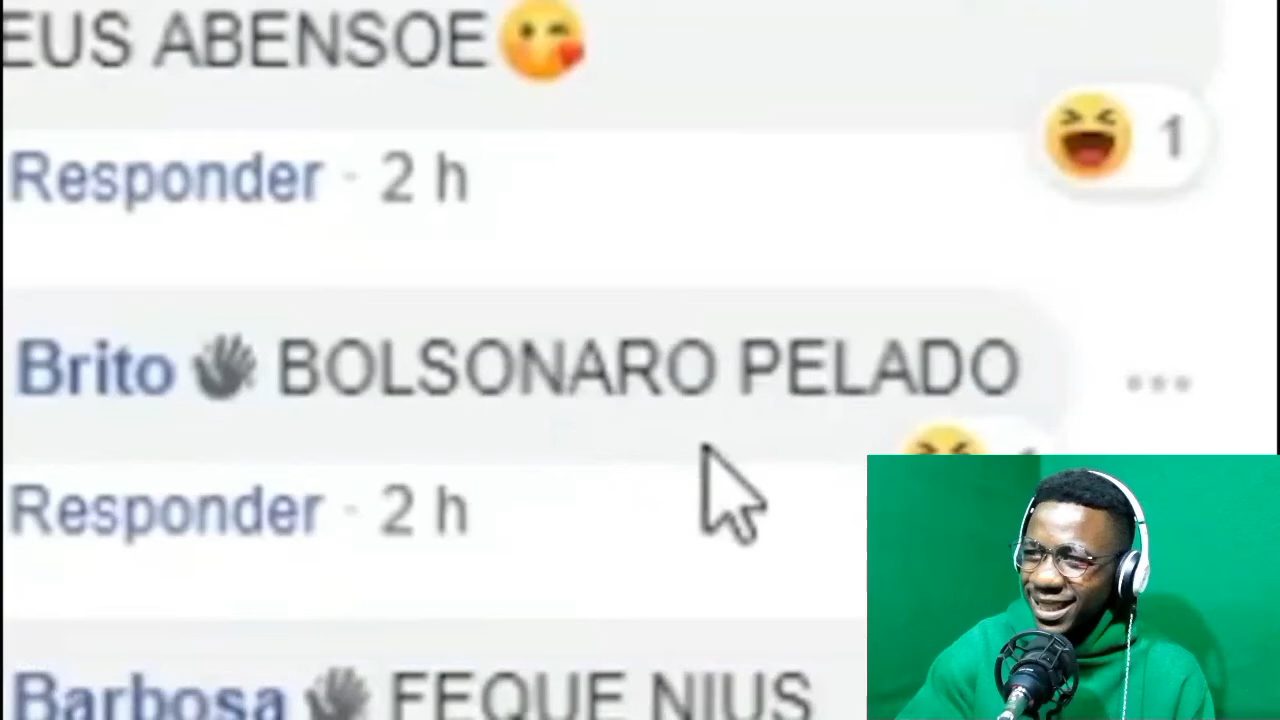 EUS ABENSOE
1
Responder · 2 h
Brito BOLSONARO PELADO
Responder · 2 h
Barbosa FEQUE NIUS